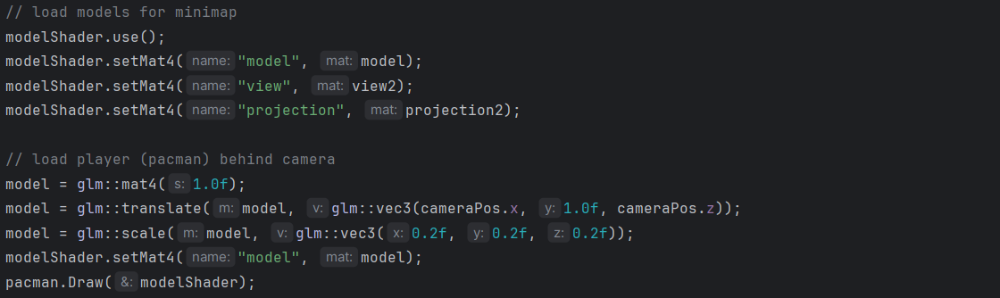 // load models for minimap
modelShader.use();
modelShader.setMat4( name: "model", mat: model);
modelShader.setMat4( name: "view", mat: view2);
modelShader.setMat4( name: "projection", mat: projection2);
// load player (pacman) behind camera
model = glm::mat4( s: 1.0f);
model = glm::translate( m: model, v: glm::vec3(cameraPos.x, y: 1.0f, cameraPos.z));
model = glm::scale( m: model, v: glm::vec3( x: 0.2f, y: 0.2f, z: 0.2f));
modelShader.setMat4( name: "model", mat: model);
pacman.Draw( &: modelShader);